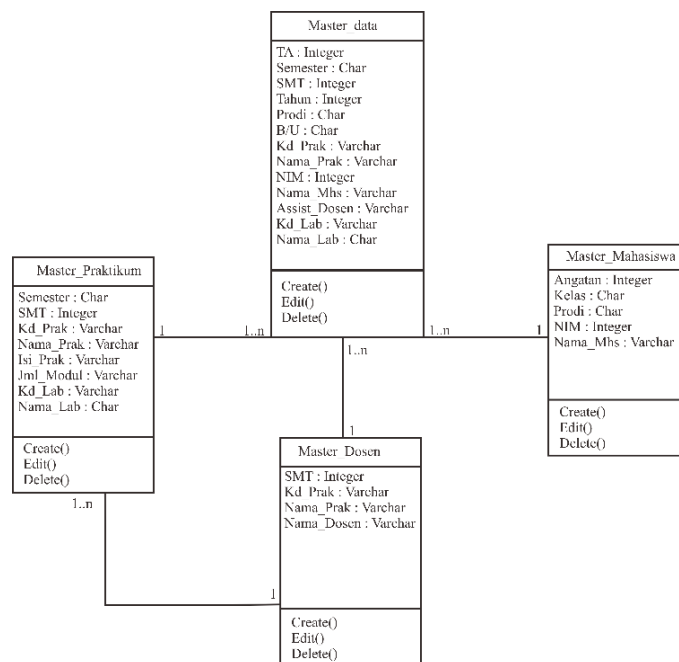 Master_data
TA : Integer
Semester : Char
SMT : Integer
Tahun : Integer
Prodi : Char
B/U : Char
Kd_Prak : Varchar
Nama_Prak : Varchar
NIM : Integer
Nama_Mhs : Varchar
Assist_Dosen : Varchar
Kd_Lab : Varchar
Nama_Lab : Char
Create()
Edit()
Delete()
Master_Praktikum
Semester : Char
SMT : Integer
Kd_Prak : Varchar
Nama_Prak : Varchar
Isi_Prak : Varchar
Jml_Modul : Varchar
Kd_Lab : Varchar
Nama_Lab : Char
Create()
Edit()
Delete()
Master_Mahasiswa
Angatan : Integer
Kelas : Char
Prodi : Char
NIM : Integer
Nama_Mhs : Varchar
Create()
Edit()
Delete()
1
1..n
1..n
1
1..n
1
Master_Dosen
SMT : Integer
Kd_Prak : Varchar
Nama_Prak : Varchar
Nama_Dosen : Varchar
Create()
Edit()
Delete()
1..n
1